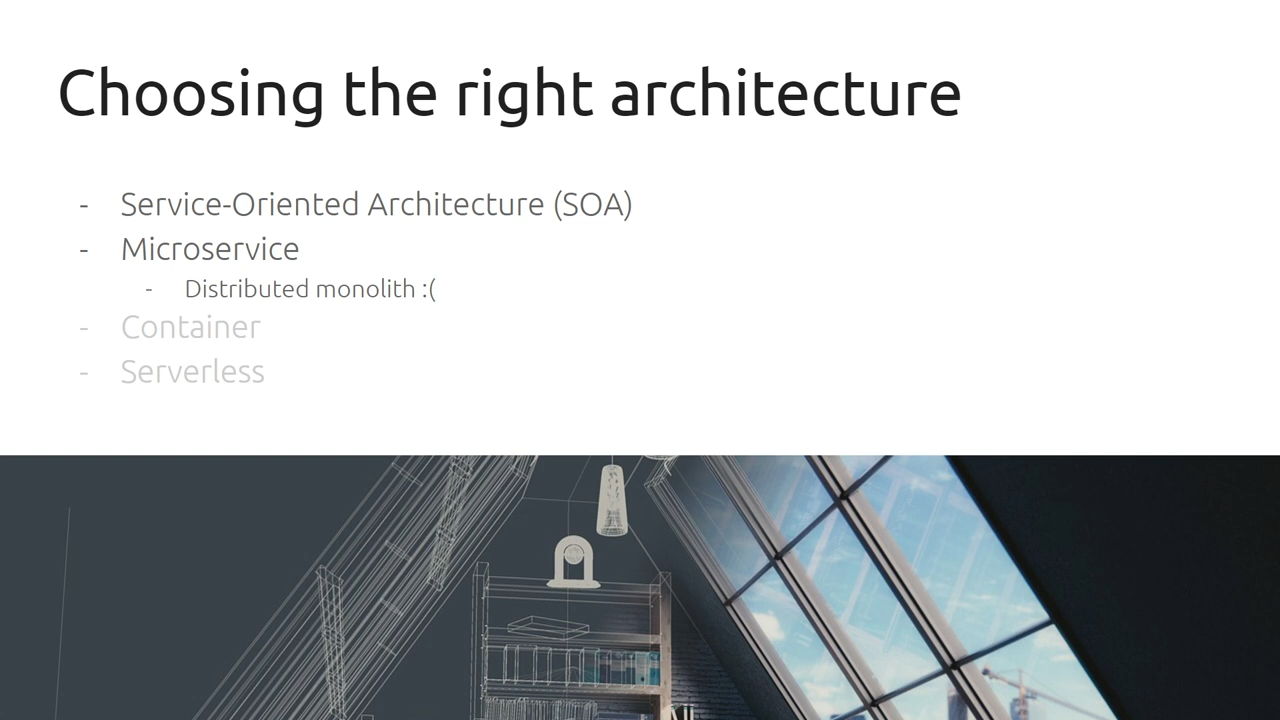 Choosing the right architecture
- Service-Oriented Architecture (SOA)
- Microservice
- Distributed monolith :(
- Container
- Serverless